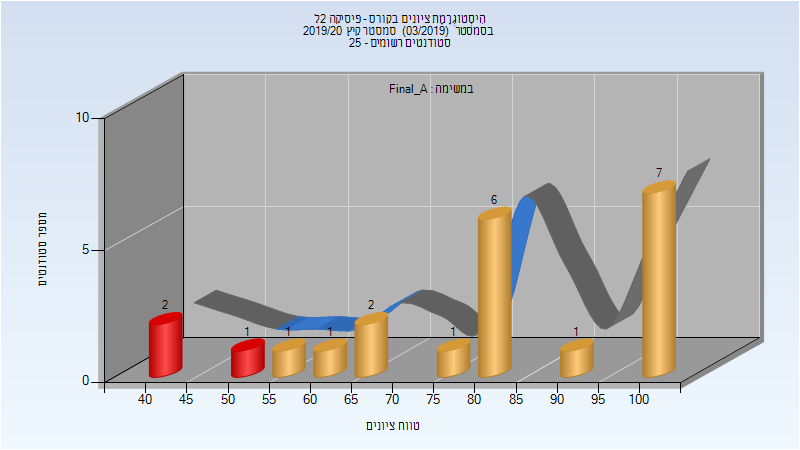 היסטוגרמת ציונים בקורס - פיסיקה 2ל
בסמסטר (03/2019) סמסטר קיץ 2019/20
סטודנטים רשומים - 25
במשימה : Final_A
מספר סטודנטים
10
5
0
2
1
1
1
2
1
6
1
7
40 45 50 55 60 65 70 75 80 85 90 95 100
טווח ציונים